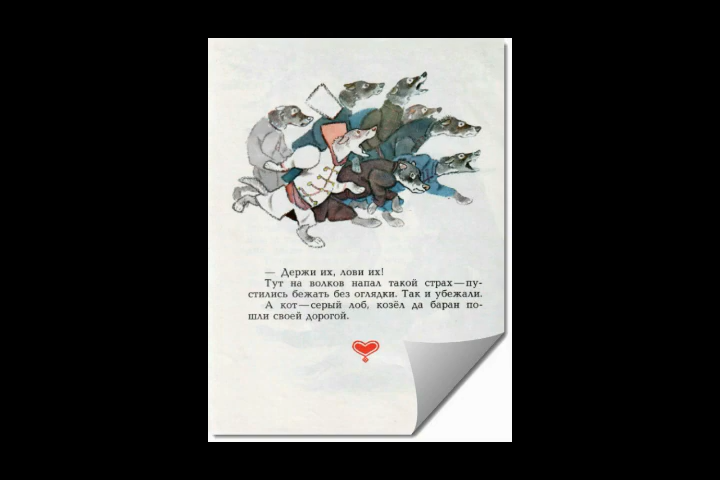 — Держи их, лови их!
Тут на волков напал такой страх—пу-
стились бежать без оглядки. Так и убежали.
А кот—серый лоб, козёл да баран по-
шли своей дорогой.